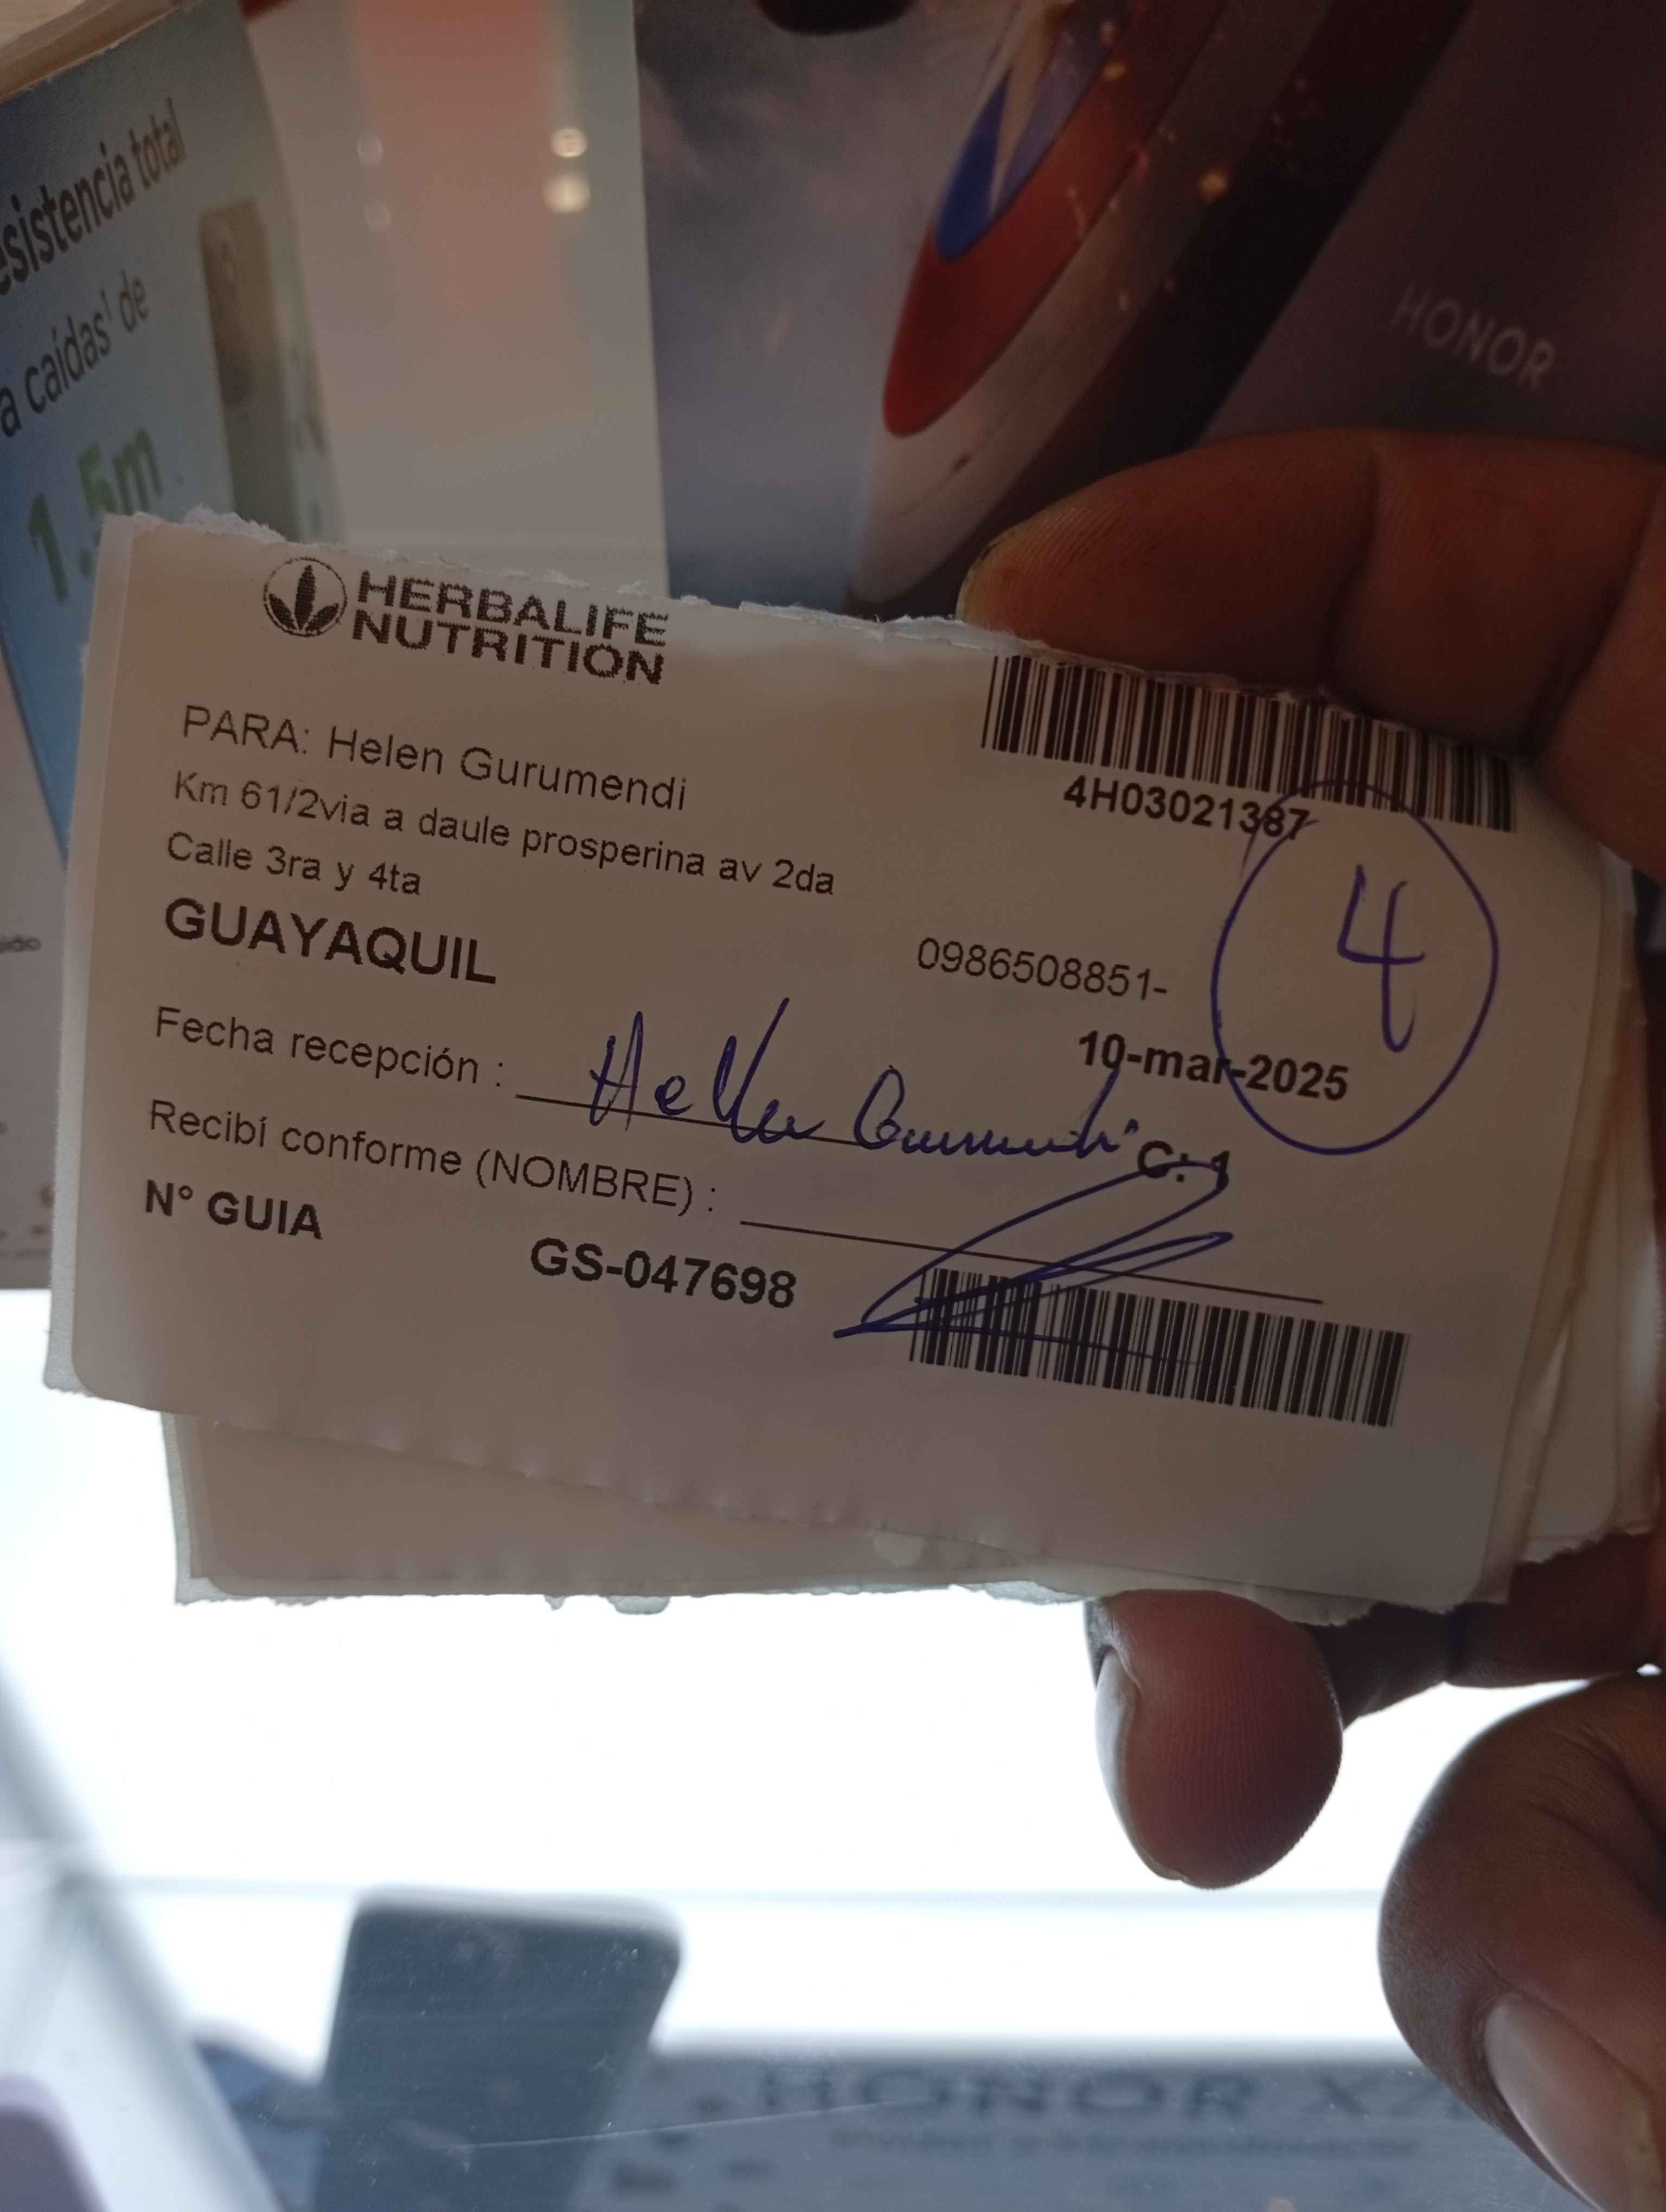 esistencia total
a caídas¹ de
1.5m
HONOR
HERBALIFE
NUTRITION
4H03021387
PARA: Helen Gurumendi
Km 61/2via a daule prosperina av 2da
Calle 3ra y 4ta
GUAYAQUIL
0986508851-
4
10-mar-2025
Fecha recepción : Hellen Gurumendi
C: 1
Recibí conforme (NOMBRE) :
N° GUIA GS-047698
HONOR